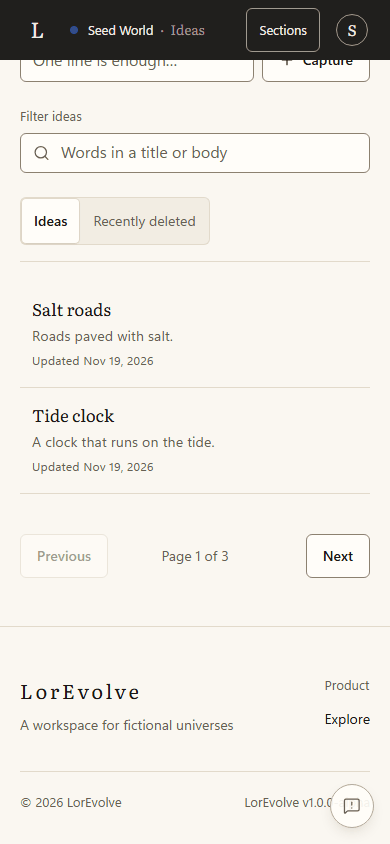 L
Seed World · Ideas
Sections
S
One line is enough...
+ Capture
Filter ideas
Words in a title or body
Ideas
Recently deleted
Salt roads
Roads paved with salt.
Updated Nov 19, 2026
Tide clock
A clock that runs on the tide.
Updated Nov 19, 2026
Previous
Page 1 of 3
Next
LorEvolve
Product
A workspace for fictional universes
Explore
© 2026 LorEvolve
LorEvolve v1.0.0